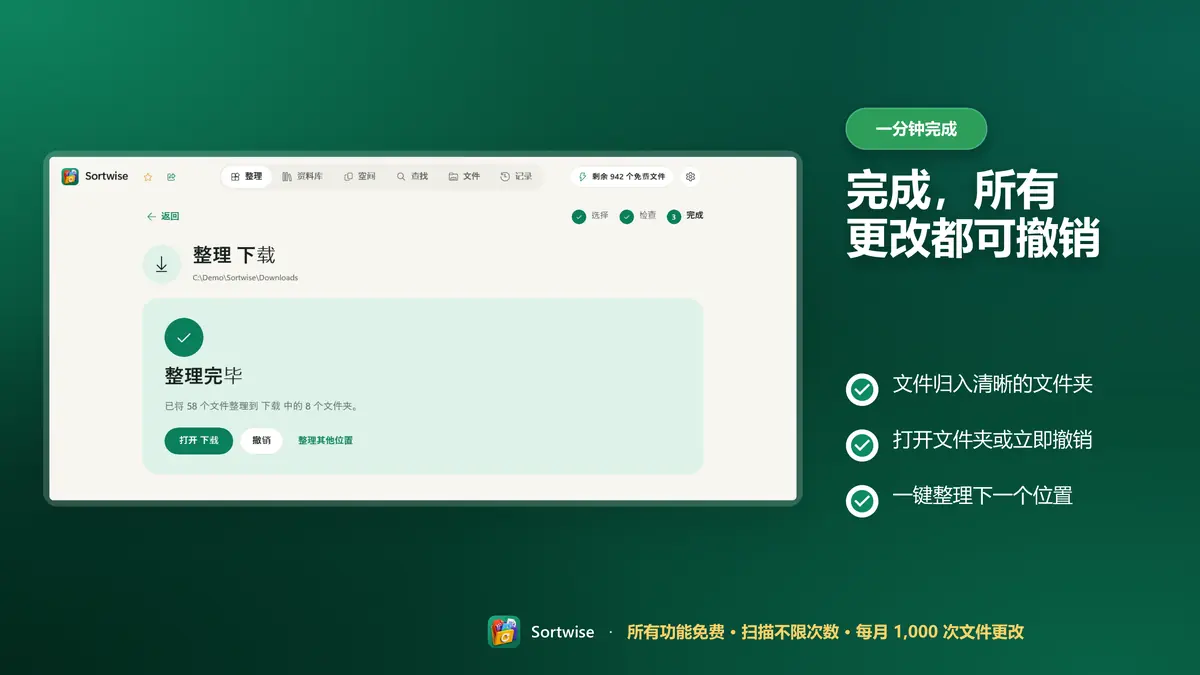 Sortwise
整理
资料库
空间
查找
文件
记录
剩余 942 个免费文件
返回
选择
检查
3 完成
整理 下载
C:\Demo\Sortwise\Downloads
整理完毕
已将 58 个文件整理到 下载 中的 8 个文件夹。
打开 下载
撤销
整理其他位置
一分钟完成
完成，所有
更改都可撤销
文件归入清晰的文件夹
打开文件夹或立即撤销
一键整理下一个位置
Sortwise · 所有功能免费 • 扫描不限次数 • 每月 1,000 次文件更改